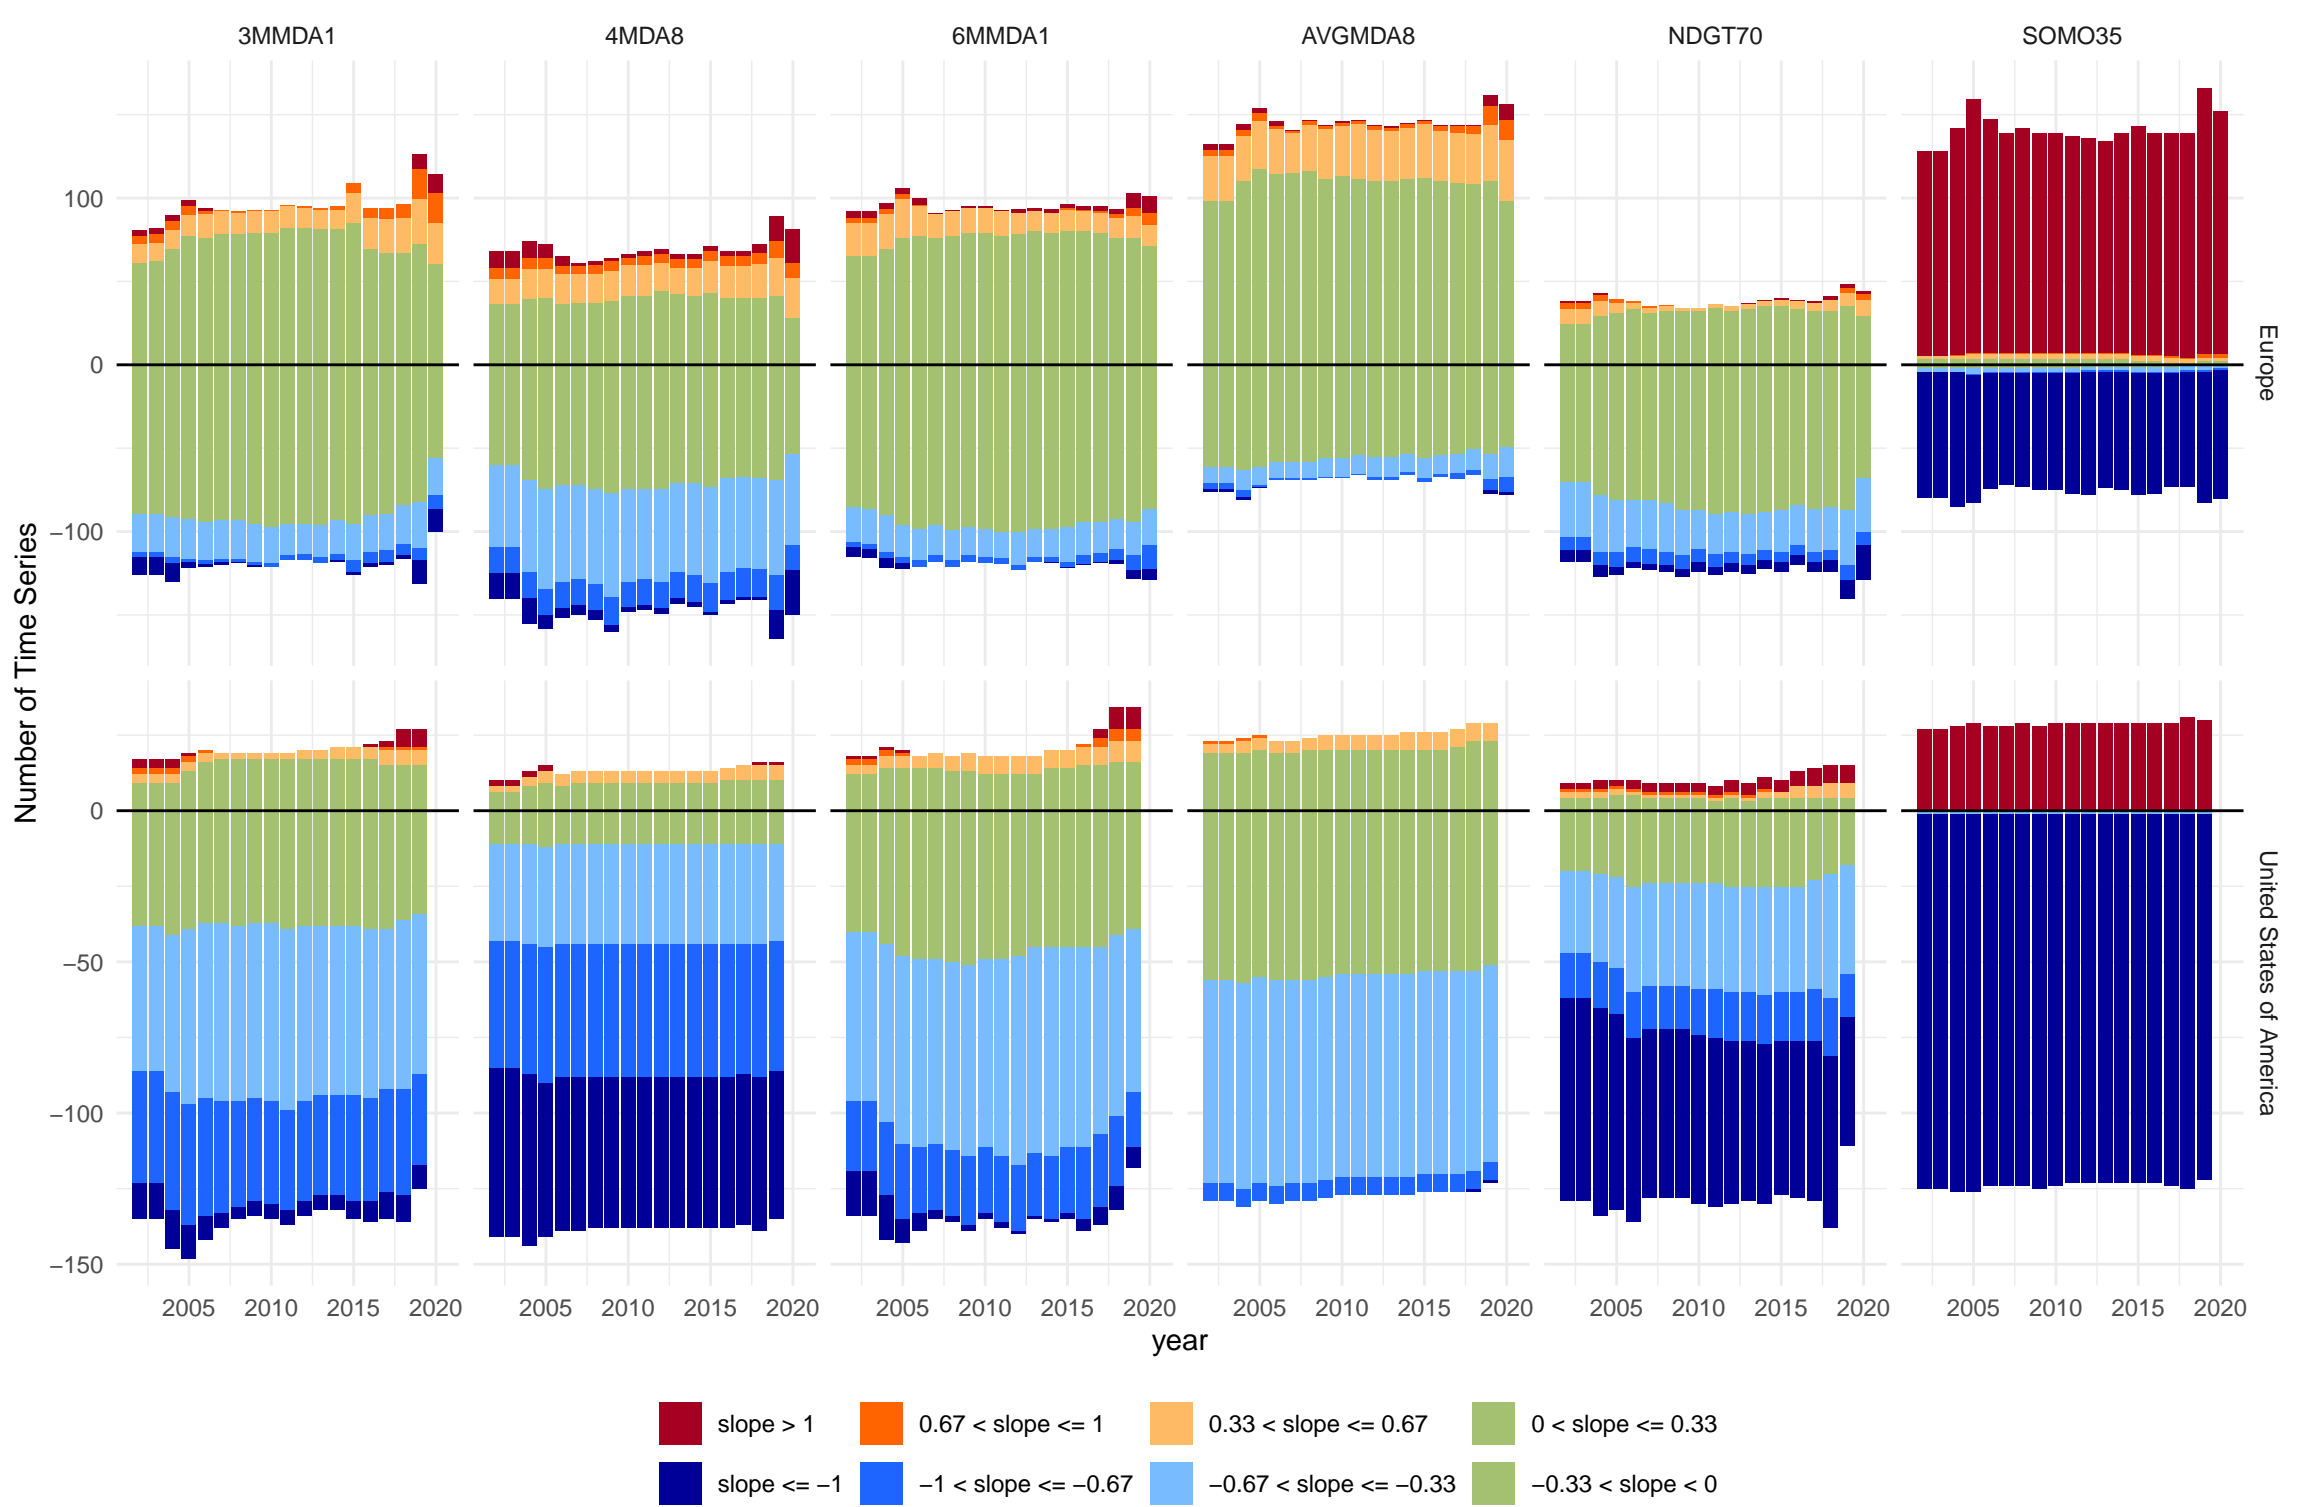 3MMDA1 4MDA8 6MMDA1 AVGMDA8 NDGT70 SOMO35
Number of Time Series
100
0
−100
Europe
0
−50
−100
−150
United States of America
2005 2010 2015 2020 2005 2010 2015 2020 2005 2010 2015 2020 2005 2010 2015 2020 2005 2010 2015 2020 2005 2010 2015 2020
year
slope > 1 0.67 < slope <= 1 0.33 < slope <= 0.67 0 < slope <= 0.33
slope <= −1 −1 < slope <= −0.67 −0.67 < slope <= −0.33 −0.33 < slope < 0